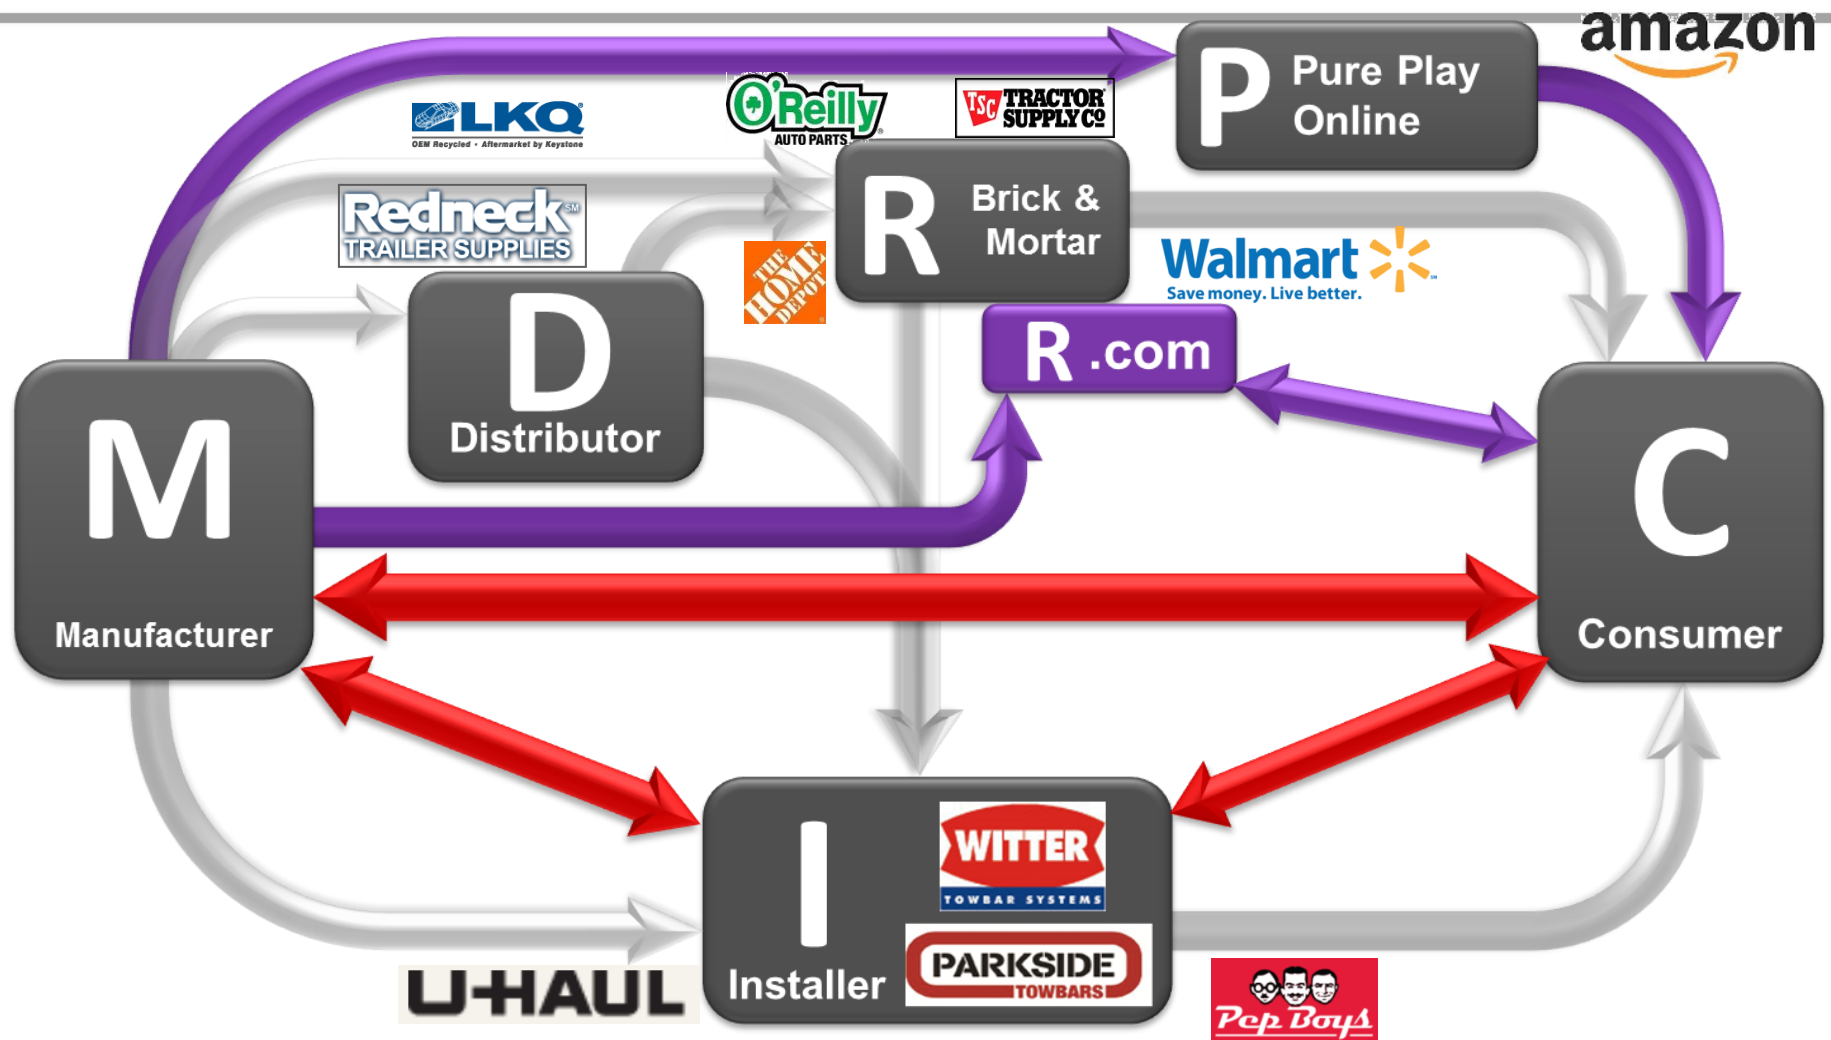 amazon
P
Pure Play
Online
LKQ
OEM Recycled • Aftermarket by Keystone
O'Reilly
AUTO PARTS
TSC
TRACTOR
SUPPLY CO
Redneck
SM
TRAILER SUPPLIES
R
Brick &
Mortar
THE
HOME
DEPOT
Walmart
Save money. Live better.
R .com
D
Distributor
M
Manufacturer
C
Consumer
I
Installer
WITTER
TOWBAR SYSTEMS
PARKSIDE
TOWBARS
U-HAUL
Pep Boys